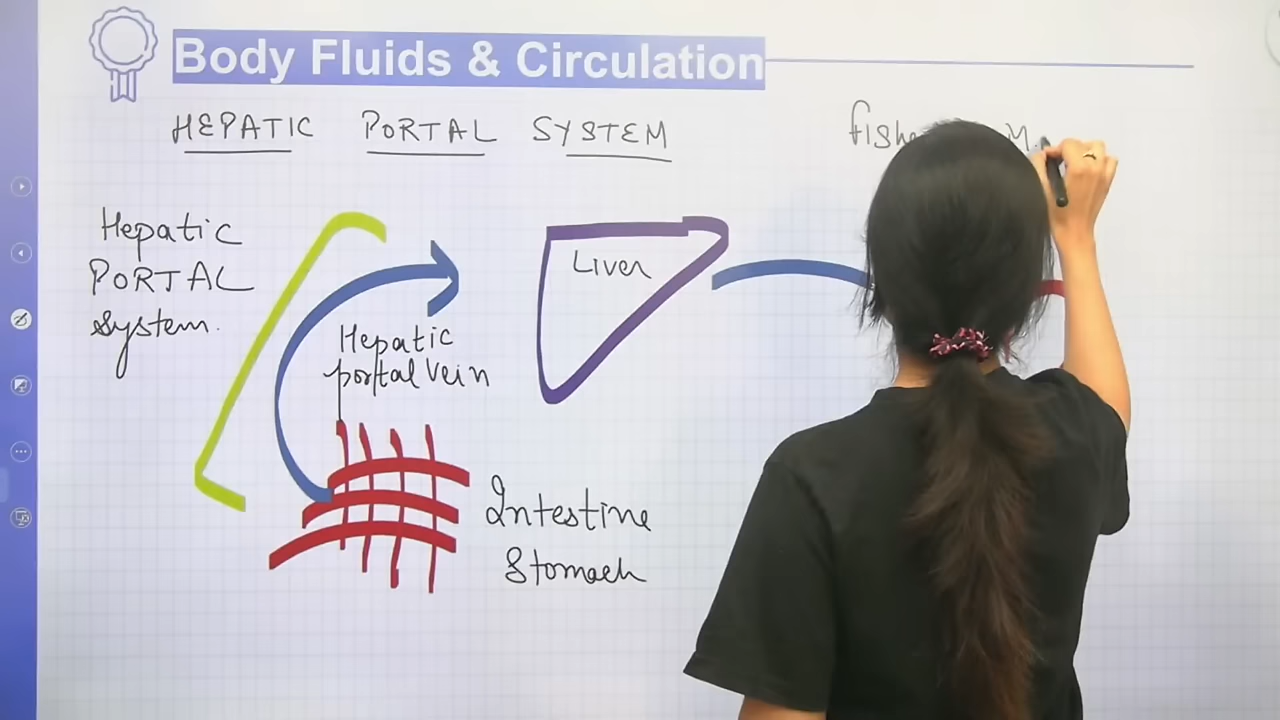 Body Fluids & Circulation
HEPATIC PORTAL SYSTEM
Hepatic
PORTAL
System.
Liver
Hepatic
portal vein
Intestine
Stomach